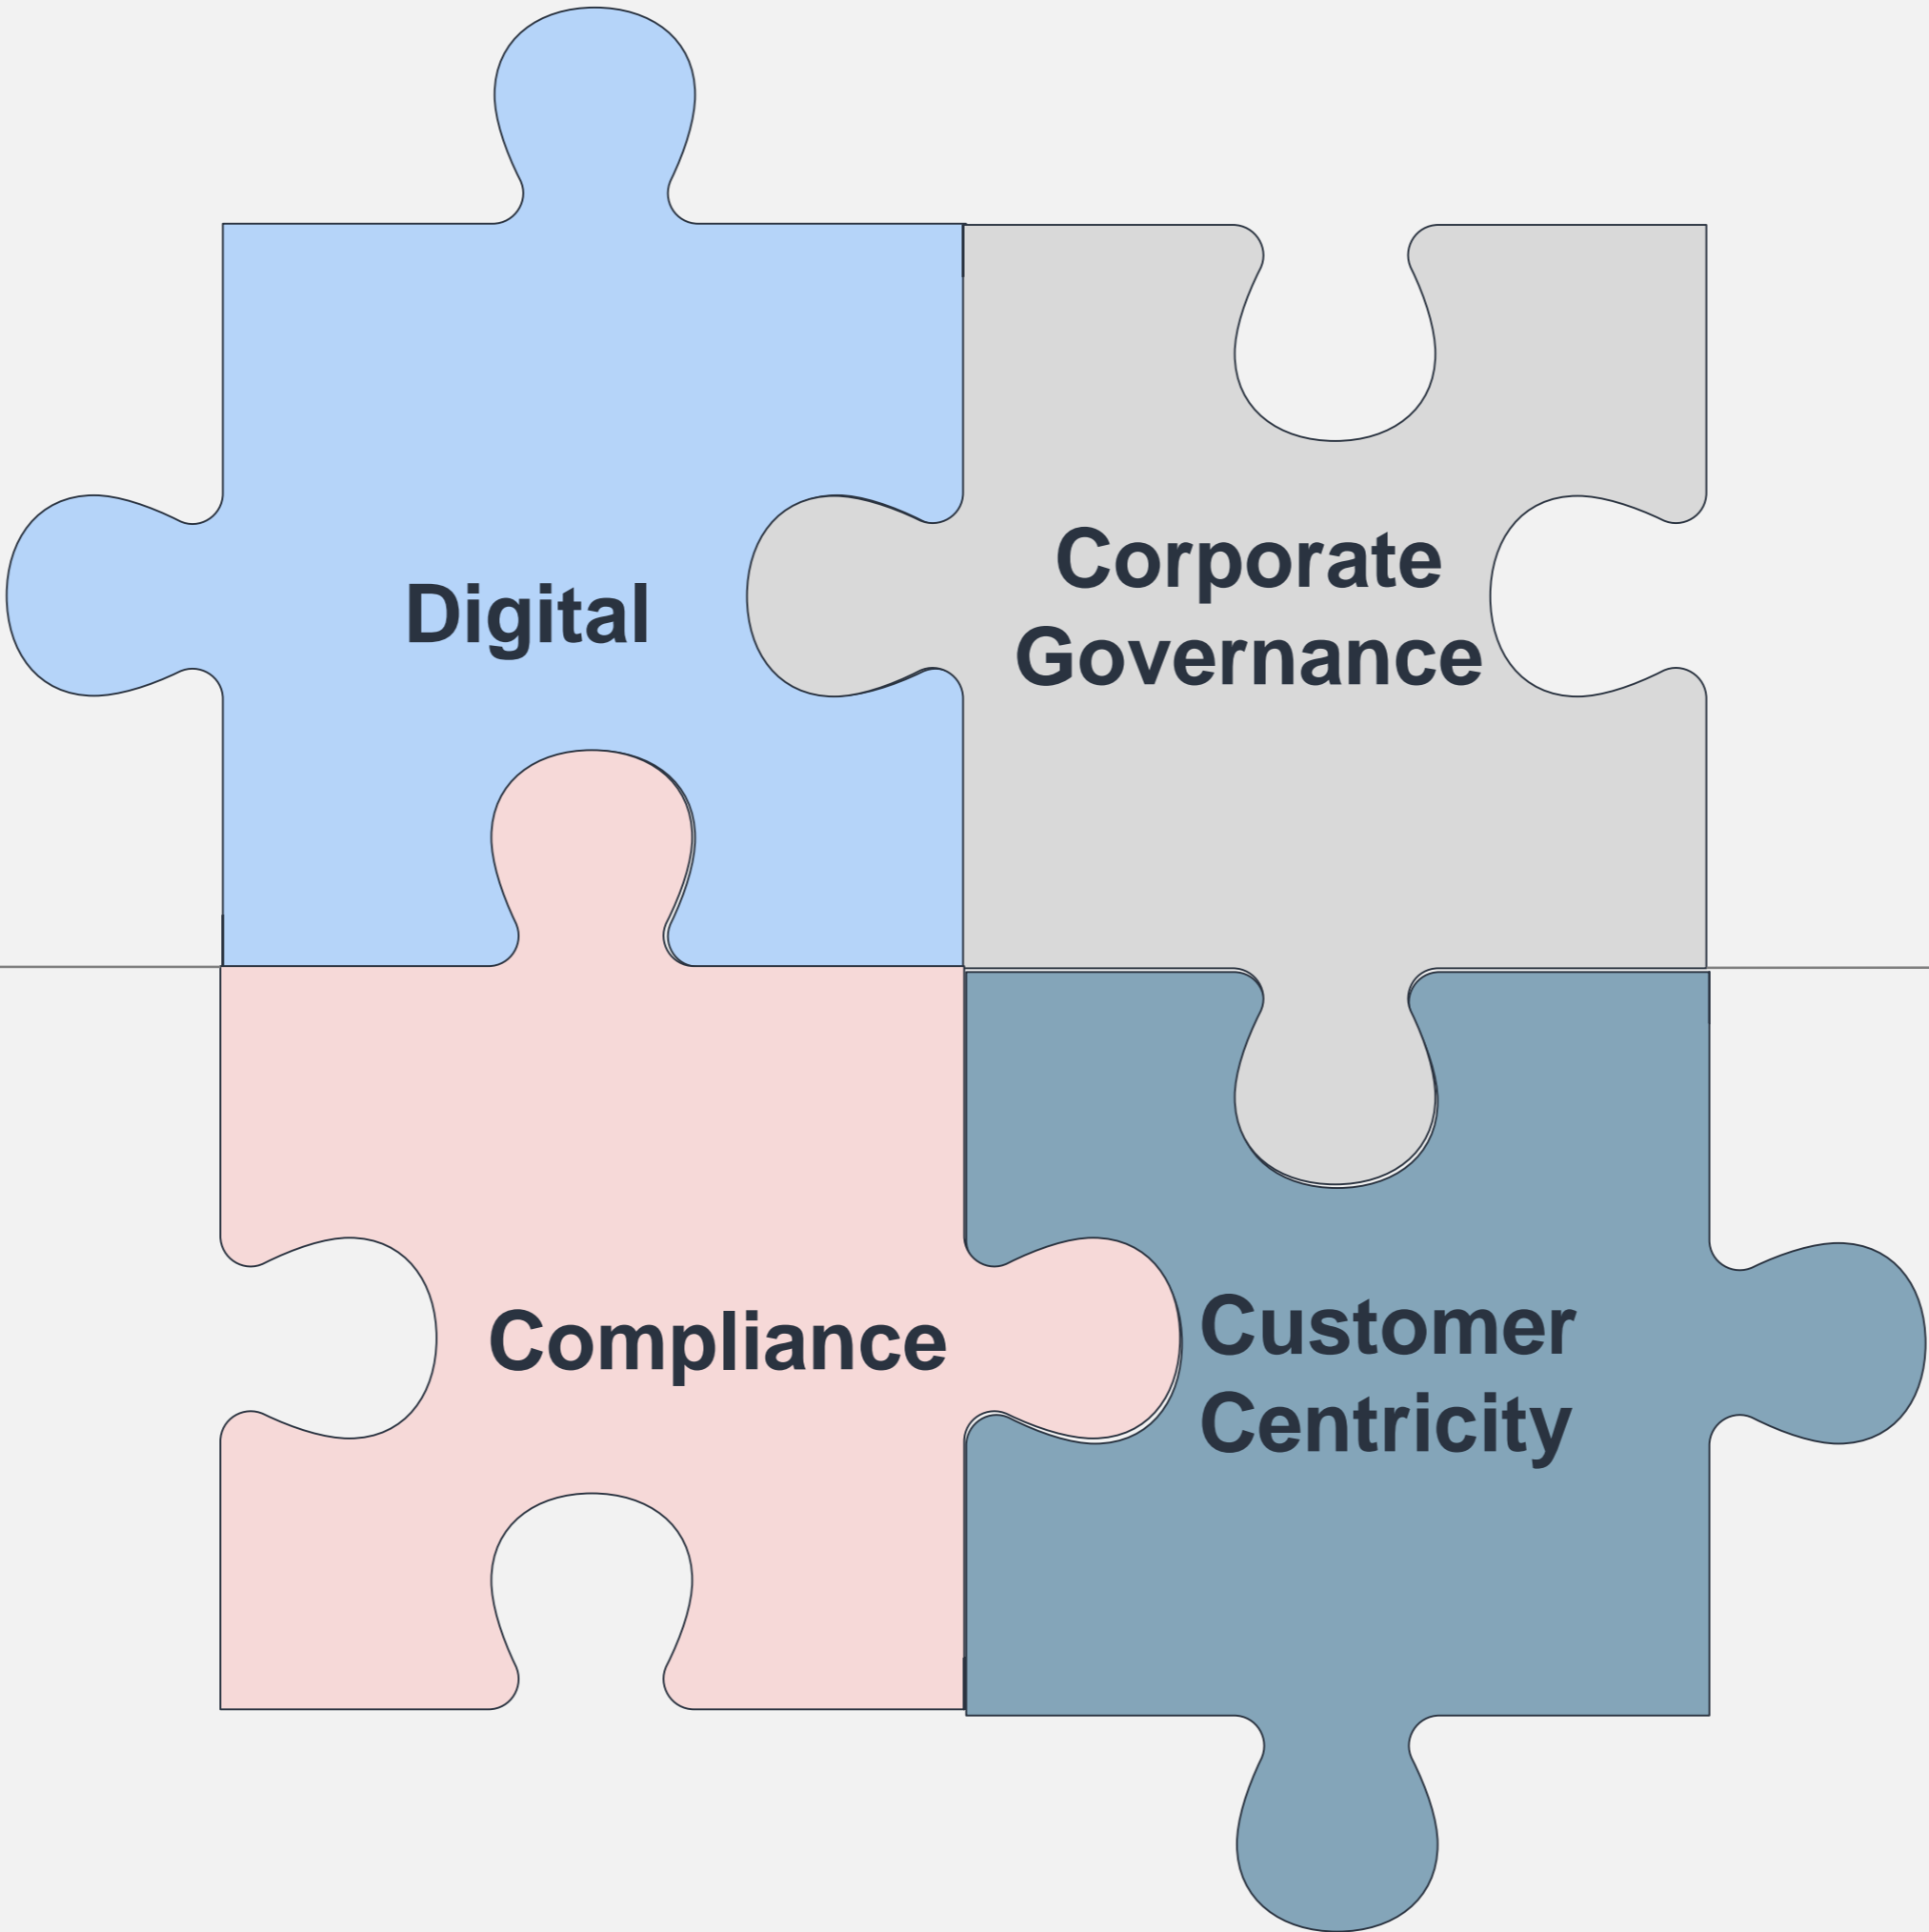 Digital
Corporate
Governance
Compliance
Customer
Centricity